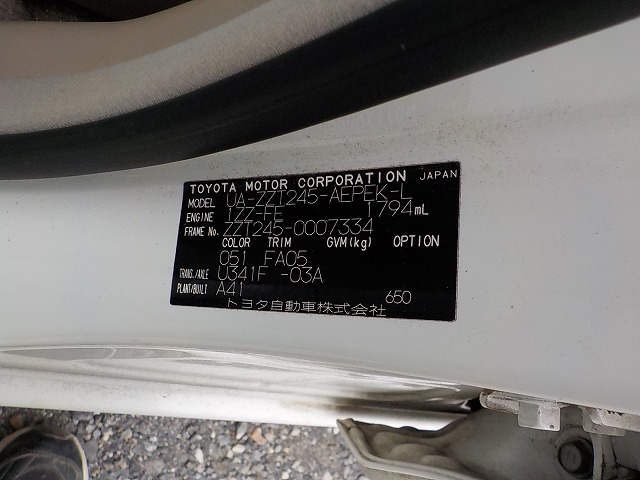 TOYOTA MOTOR CORPORATION JAPAN
MODEL UA-ZZT245-AEPEK-L
ENGINE 1ZZ-FE 1794mL
FRAME No. ZZT245-0007334
COLOR TRIM GVM(kg) OPTION
051 FA05
TRANS./AXLE U341F -03A
PLANT/BUILT A41
650
トヨタ自動車株式会社